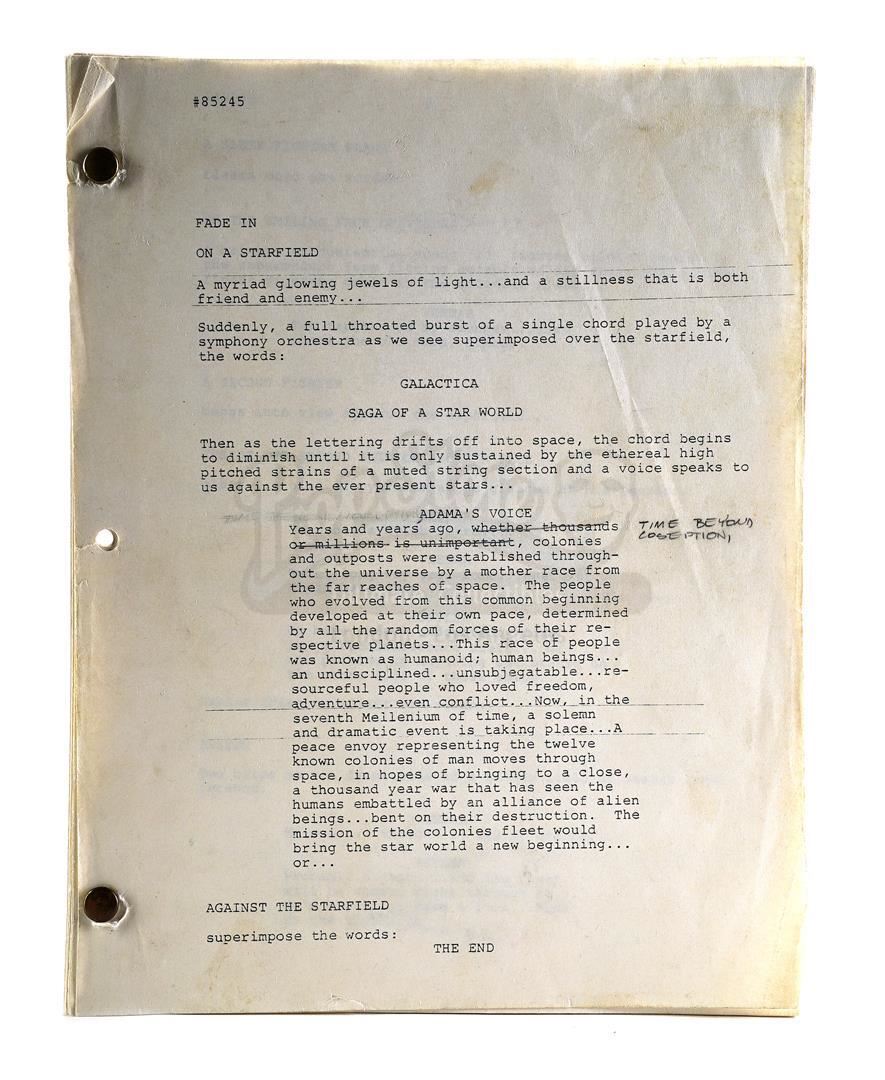 #85245
FADE IN
ON A STARFIELD
A myriad glowing jewels of light...and a stillness that is both
friend and enemy...
Suddenly, a full throated burst of a single chord played by a
symphony orchestra as we see superimposed over the starfield,
the words:
GALACTICA
SAGA OF A STAR WORLD
Then as the lettering drifts off into space, the chord begins
to diminish until it is only sustained by the ethereal high
pitched strains of a muted string section and a voice speaks to
us against the ever present stars...
ADAMA'S VOICE
Years and years ago, whether thousands
TIME BEYOND
or millions is unimportant, colonies
and outposts were established through-
out the universe by a mother race from
the far reaches of space. The people
who evolved from this common beginning
developed at their own pace, determined
by all the random forces of their re-
spective planets...This race of people
was known as humanoid; human beings...
an undisciplined...unsubjegatable...re-
sourceful people who loved freedom,
adventure...even conflict...Now, in the
seventh Mellenium of time, a solemn
and dramatic event is taking place...A
peace envoy representing the twelve
known colonies of man moves through
space, in hopes of bringing to a close,
a thousand year war that has seen the
humans embattled by an alliance of alien
beings...bent on their destruction. The
mission of the colonies fleet would
bring the star world a new beginning...
or...
AGAINST THE STARFIELD
superimpose the words:
THE END